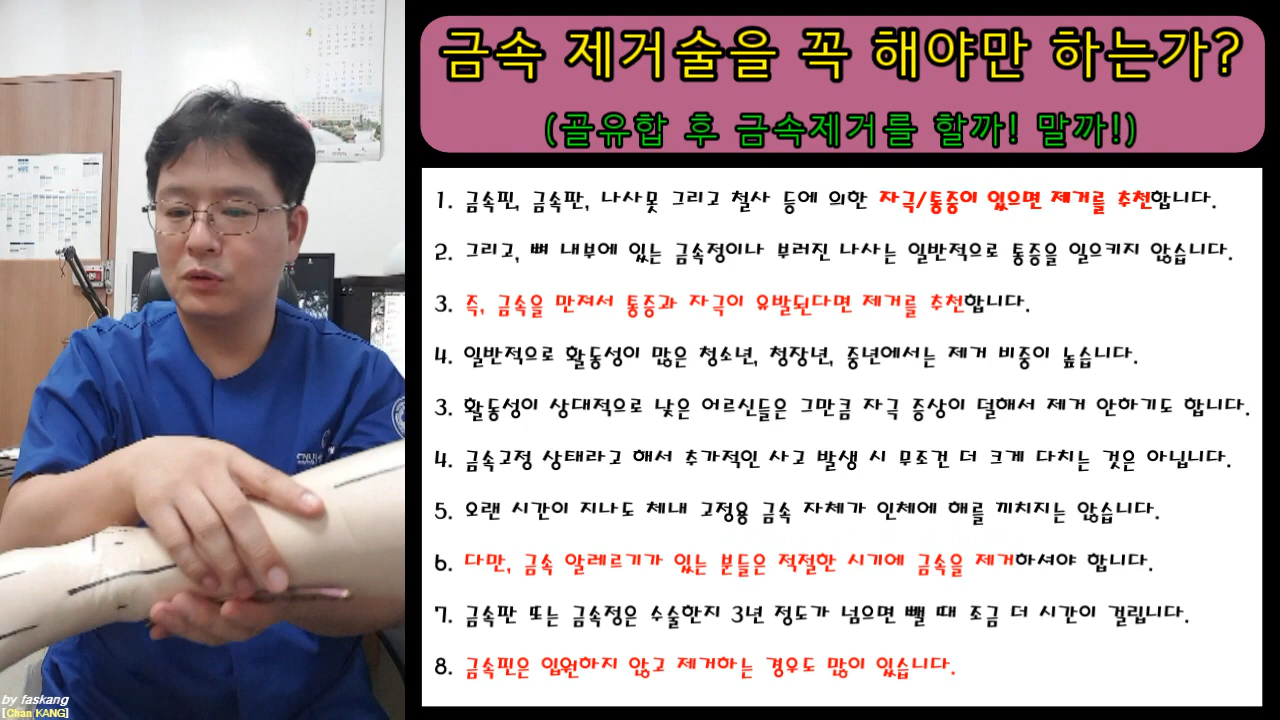 금속 제거술을 꼭 해야만 하는가?
(골유합 후 금속제거를 할까! 말까!)
1. 금속핀, 금속판, 나사못 그리고 철사 등에 의한 자극/통증이 있으면 제거를 추천합니다.
2. 그리고, 뼈 내부에 있는 금속정이나 부러진 나사는 일반적으로 통증을 일으키지 않습니다.
3. 즉, 금속을 만져서 통증과 자극이 유발된다면 제거를 추천합니다.
4. 일반적으로 활동성이 많은 청소년, 청장년, 중년에서는 제거 비중이 높습니다.
3. 활동성이 상대적으로 낮은 어르신들은 그만큼 자극 증상이 덜해서 제거 안하기도 합니다.
4. 금속고정 상태라고 해서 추가적인 사고 발생 시 무조건 더 크게 다치는 것은 아닙니다.
5. 오랜 시간이 지나도 체내 고정용 금속 자체가 인체에 해를 끼치지는 않습니다.
6. 다만, 금속 알레르기가 있는 분들은 적절한 시기에 금속을 제거하셔야 합니다.
7. 금속판 또는 금속정은 수술한지 3년 정도가 넘으면 뺄 때 조금 더 시간이 걸립니다.
8. 금속핀은 입원하지 않고 제거하는 경우도 많이 있습니다.
by faskang
[Chan KANG]